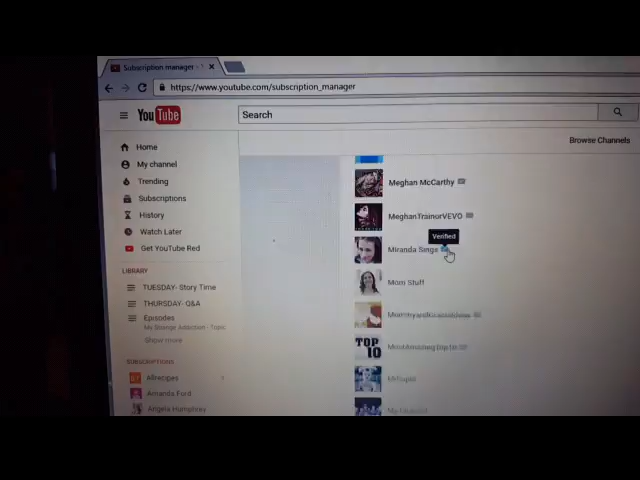 Subscription manager -
https://www.youtube.com/subscription_manager
YouTube
Search
Browse Channels
Home
My channel
Trending
Subscriptions
History
Watch Later
Get YouTube Red
LIBRARY
TUESDAY- Story Time
THURSDAY- Q&A
Episodes
My Strange Addiction - Topic
Show more
SUBSCRIPTIONS
Allrecipes
Amanda Ford
Angela Humphrey
Meghan McCarthy
MeghanTrainorVEVO
Verified
Miranda Sings
Mom Stuff
TOP
10